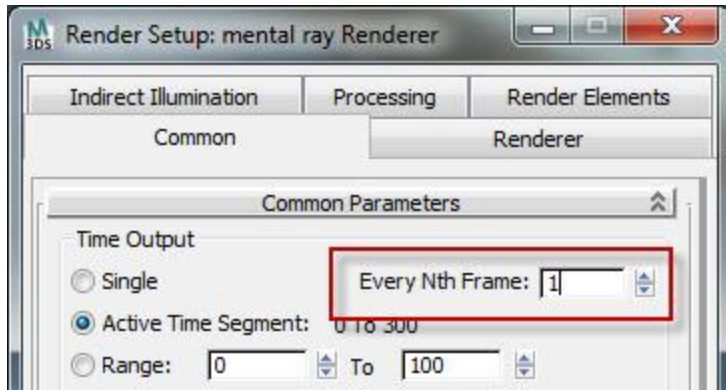 Render Setup: mental ray Renderer
Indirect Illumination Processing Render Elements
Common Renderer
Common Parameters
Time Output
Single Every Nth Frame: 1
Active Time Segment: 0 To 300
Range: 0 To 100